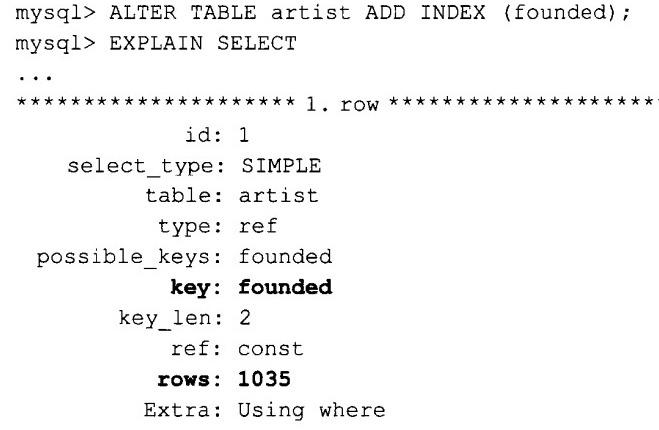 mysql> ALTER TABLE artist ADD INDEX (founded);
mysql> EXPLAIN SELECT
...
********************* 1. row *********************
id: 1
select_type: SIMPLE
table: artist
type: ref
possible_keys: founded
key: founded
key_len: 2
ref: const
rows: 1035
Extra: Using where